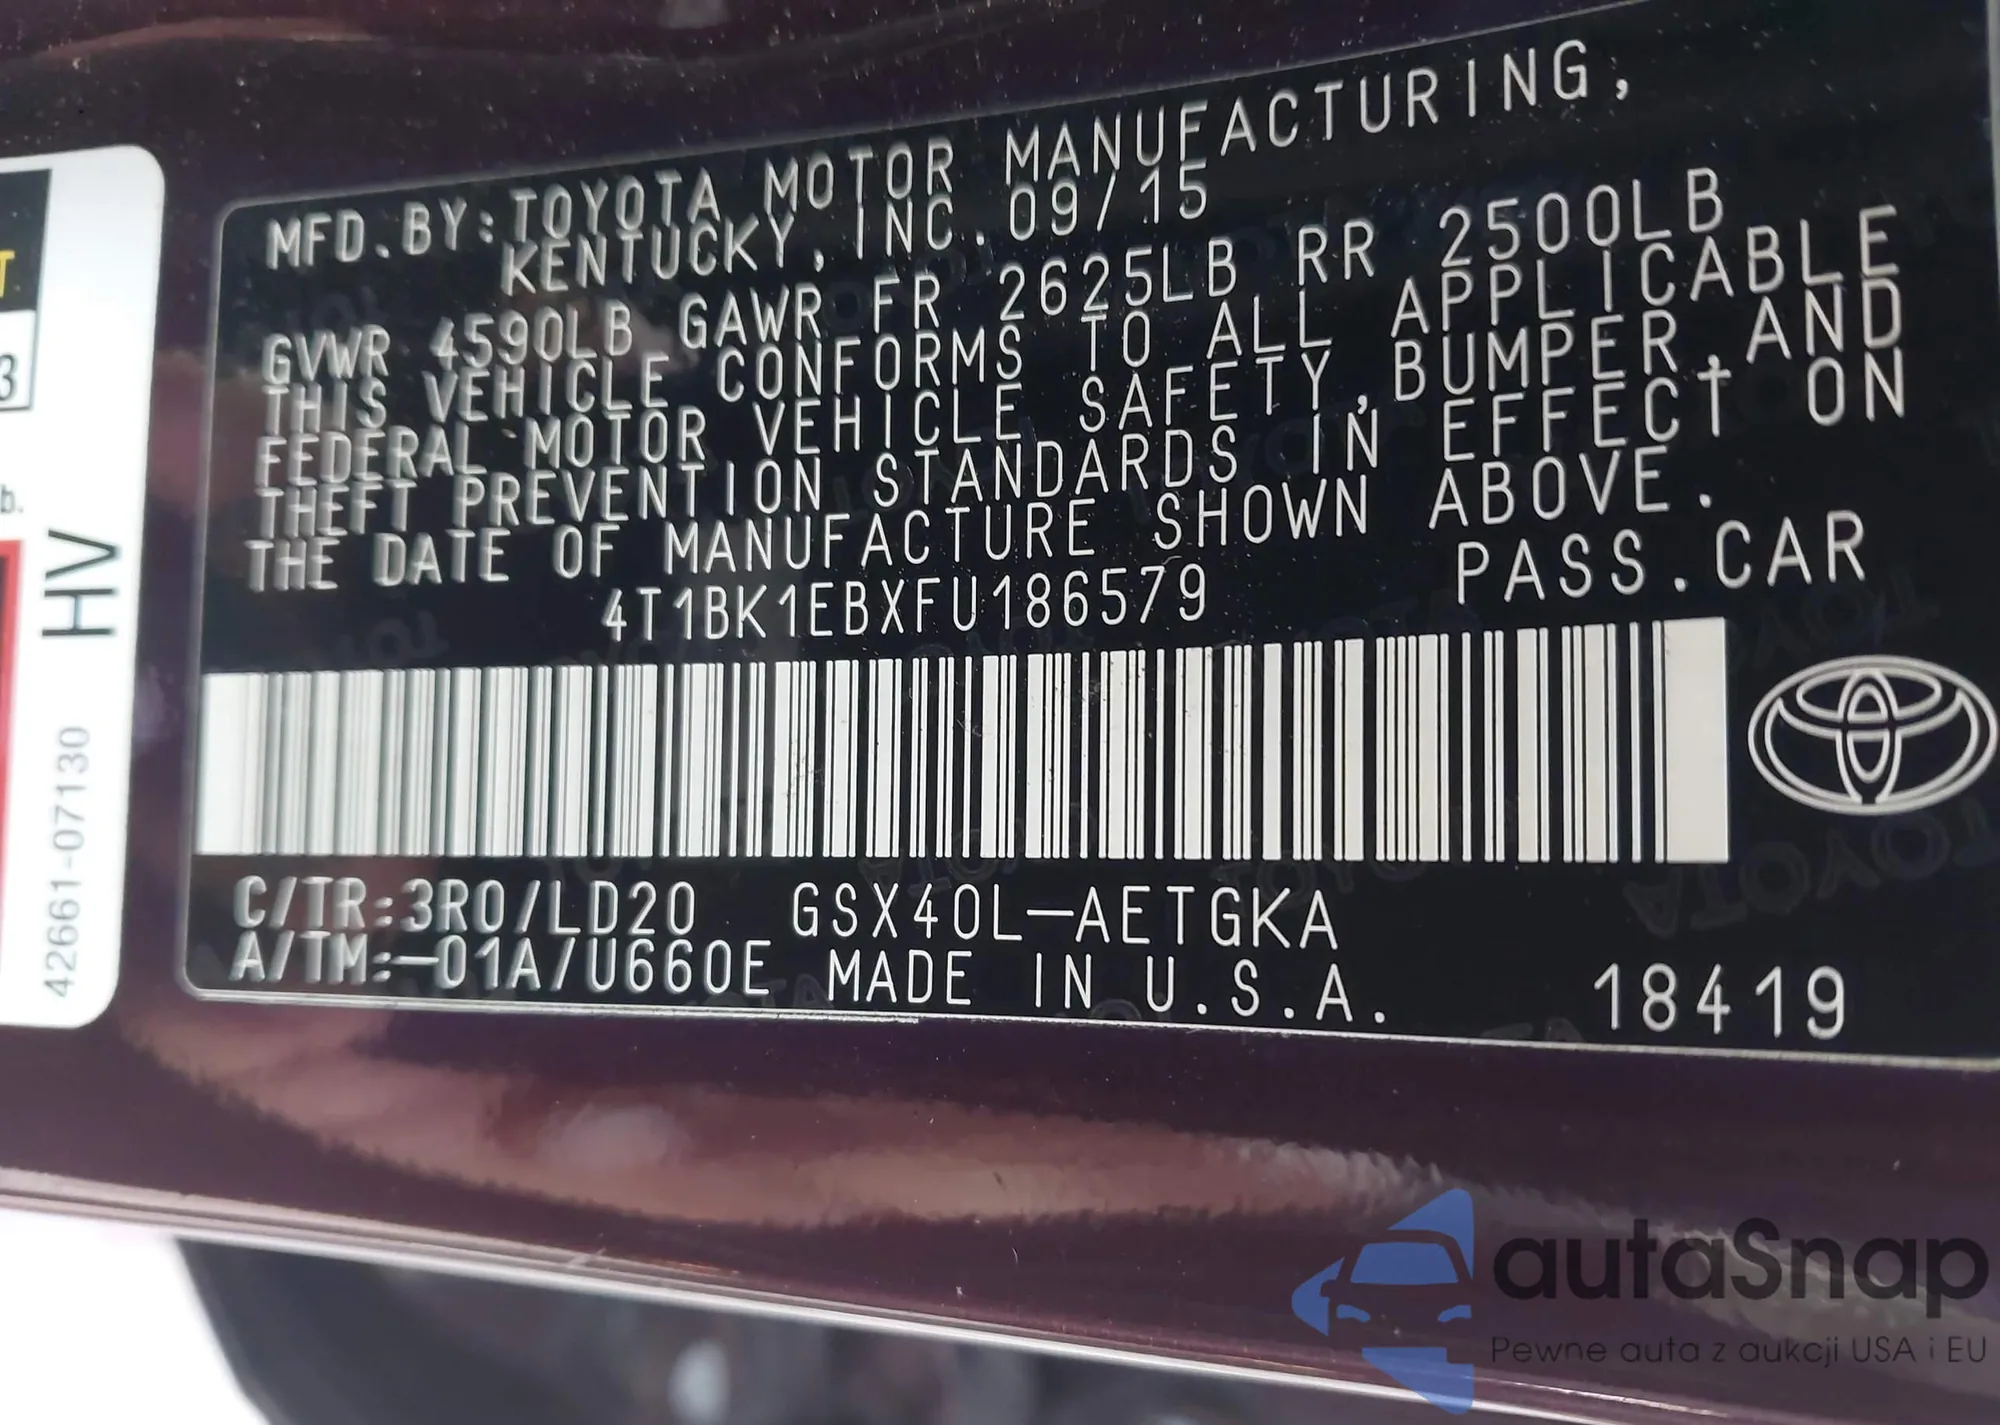 MFD.BY:TOYOTA MOTOR MANUFACTURING,
KENTUCKY, INC. 09/15
GVWR 4590LB GAWR FR 2625LB RR 2500LB
THIS VEHICLE CONFORMS TO ALL APPLICABLE
FEDERAL MOTOR VEHICLE SAFETY, BUMPER, AND
THEFT PREVENTION STANDARDS IN EFFECT ON
THE DATE OF MANUFACTURE SHOWN ABOVE.
4T1BK1EBXFU186579 PASS.CAR
C/TR:3R0/LD20 GSX40L-AETGKA
A/TM:-01A/U660E MADE IN U.S.A. 18419
T
3
b.
HV
42661-07130
autaSnap
Pewne auta z aukcji USA i EU